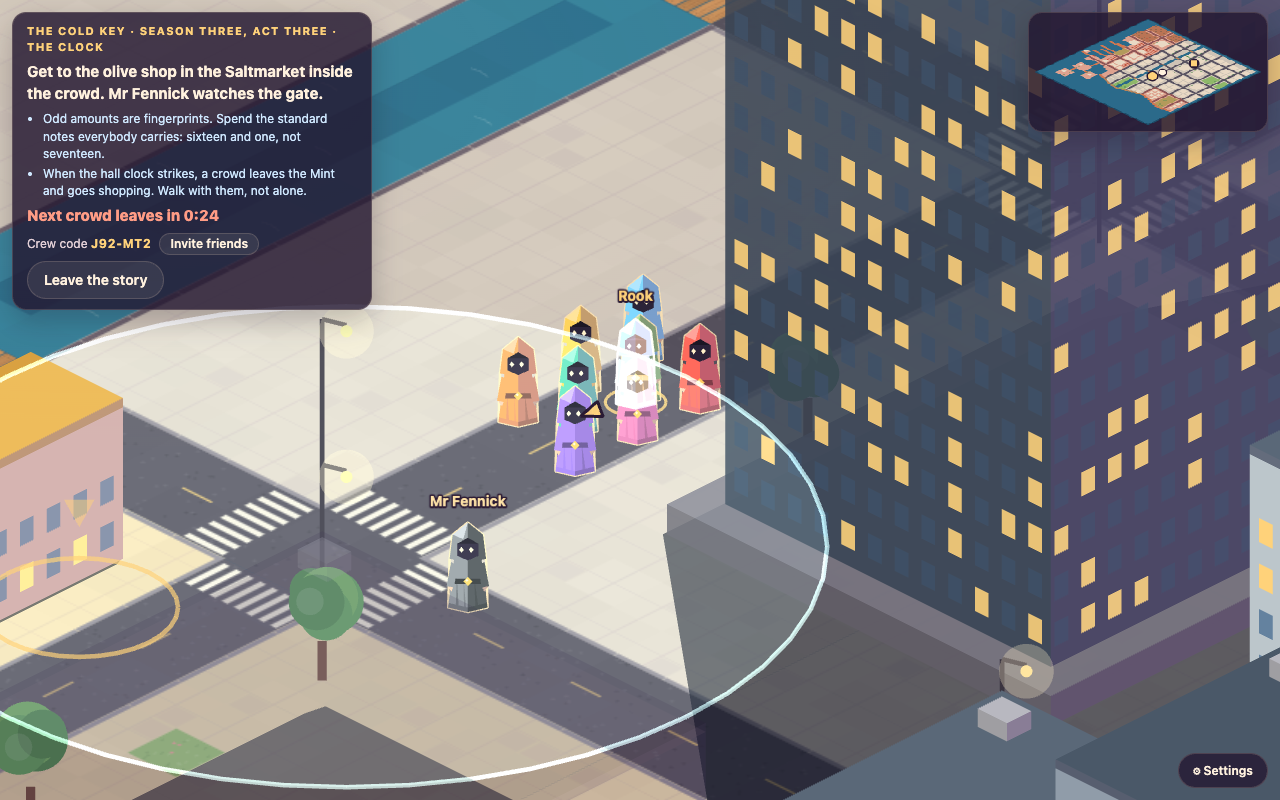 THE COLD KEY · SEASON THREE, ACT THREE ·
THE CLOCK
Get to the olive shop in the Saltmarket inside
the crowd. Mr Fennick watches the gate.
• Odd amounts are fingerprints. Spend the standard
notes everybody carries: sixteen and one, not
seventeen.
• When the hall clock strikes, a crowd leaves the Mint
and goes shopping. Walk with them, not alone.
Next crowd leaves in 0:24
Crew code J92-MT2 Invite friends
Leave the story
Rook
Mr Fennick
⚙ Settings